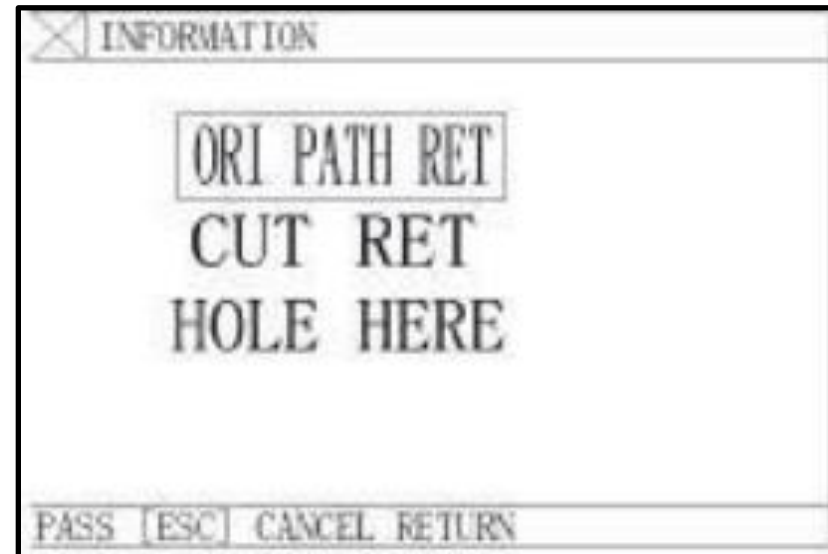 INFORMATION
ORI PATH RET
CUT RET
HOLE HERE
PASS [ESC] CANCEL RETURN